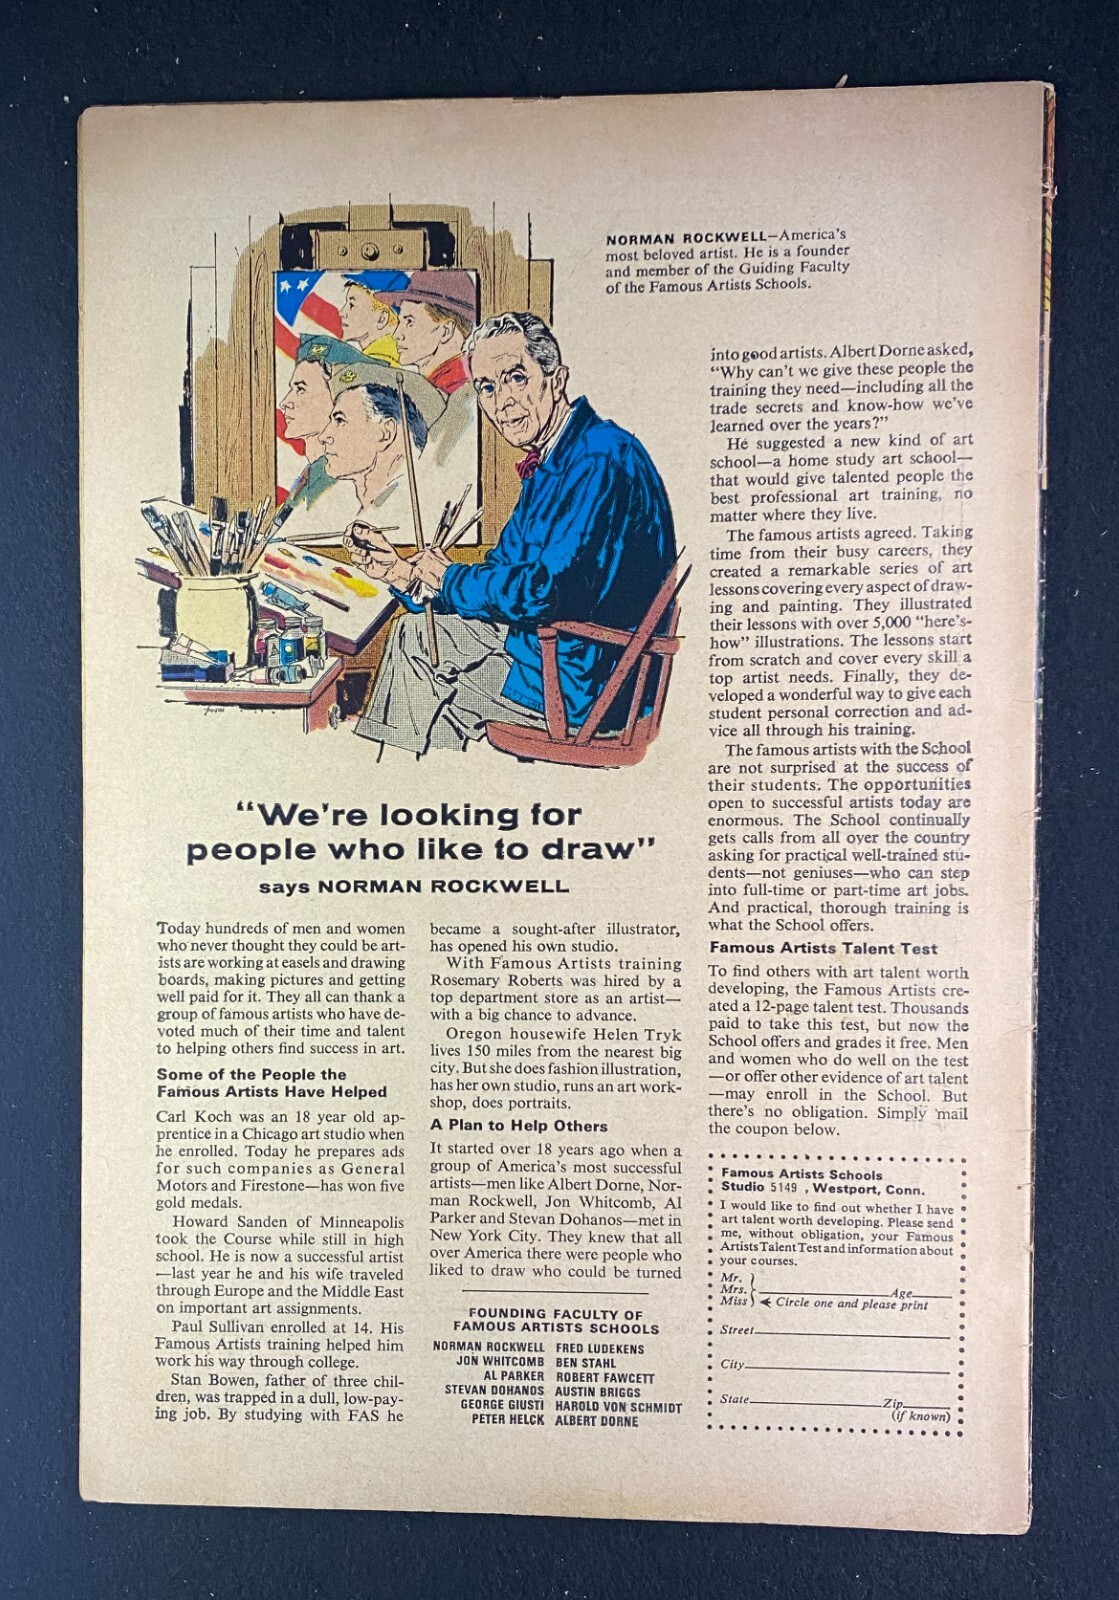 NORMAN ROCKWELL—America's
most beloved artist. He is a founder
and member of the Guiding Faculty
of the Famous Artists Schools.
"We're looking for
people who like to draw"
says NORMAN ROCKWELL
Today hundreds of men and women
who never thought they could be art-
ists are working at easels and drawing
boards, making pictures and getting
well paid for it. They all can thank a
group of famous artists who have de-
voted much of their time and talent
to helping others find success in art.
Some of the People the
Famous Artists Have Helped
Carl Koch was an 18 year old ap-
prentice in a Chicago art studio when
he enrolled. Today he prepares ads
for such companies as General
Motors and Firestone—has won five
gold medals.
Howard Sanden of Minneapolis
took the Course while still in high
school. He is now a successful artist
—last year he and his wife traveled
through Europe and the Middle East
on important art assignments.
Paul Sullivan enrolled at 14. His
Famous Artists training helped him
work his way through college.
Stan Bowen, father of three chil-
dren, was trapped in a dull, low-pay-
ing job. By studying with FAS he
became a sought-after illustrator,
has opened his own studio.
With Famous Artists training
Rosemary Roberts was hired by a
top department store as an artist—
with a big chance to advance.
Oregon housewife Helen Tryk
lives 150 miles from the nearest big
city. But she does fashion illustration,
has her own studio, runs an art work-
shop, does portraits.
A Plan to Help Others
It started over 18 years ago when a
group of America's most successful
artists—men like Albert Dorne, Nor-
man Rockwell, Jon Whitcomb, Al
Parker and Stevan Dohanos—met in
New York City. They knew that all
over America there were people who
liked to draw who could be turned
FOUNDING FACULTY OF
FAMOUS ARTISTS SCHOOLS
NORMAN ROCKWELL FRED LUDEKENS
JON WHITCOMB BEN STAHL
AL PARKER ROBERT FAWCETT
STEVAN DOHANOS AUSTIN BRIGGS
GEORGE GIUSTI HAROLD VON SCHMIDT
PETER HELCK ALBERT DORNE
into good artists. Albert Dorne asked,
"Why can't we give these people the
training they need—including all the
trade secrets and know-how we've
learned over the years?"
He suggested a new kind of art
school—a home study art school—
that would give talented people the
best professional art training, no
matter where they live.
The famous artists agreed. Taking
time from their busy careers, they
created a remarkable series of art
lessons covering every aspect of draw-
ing and painting. They illustrated
their lessons with over 5,000 "here's-
how" illustrations. The lessons start
from scratch and cover every skill a
top artist needs. Finally, they de-
veloped a wonderful way to give each
student personal correction and ad-
vice all through his training.
The famous artists with the School
are not surprised at the success of
their students. The opportunities
open to successful artists today are
enormous. The School continually
gets calls from all over the country
asking for practical well-trained stu-
dents—not geniuses—who can step
into full-time or part-time art jobs.
And practical, thorough training is
what the School offers.
Famous Artists Talent Test
To find others with art talent worth
developing, the Famous Artists cre-
ated a 12-page talent test. Thousands
paid to take this test, but now the
School offers and grades it free. Men
and women who do well on the test
—or offer other evidence of art talent
—may enroll in the School. But
there's no obligation. Simply mail
the coupon below.
Famous Artists Schools
Studio 5149 , Westport, Conn.
I would like to find out whether I have
art talent worth developing. Please send
me, without obligation, your Famous
Artists Talent Test and information about
your courses.
Mr.
Mrs. Age
Miss Circle one and please print
Street
City
State Zip
(if known)